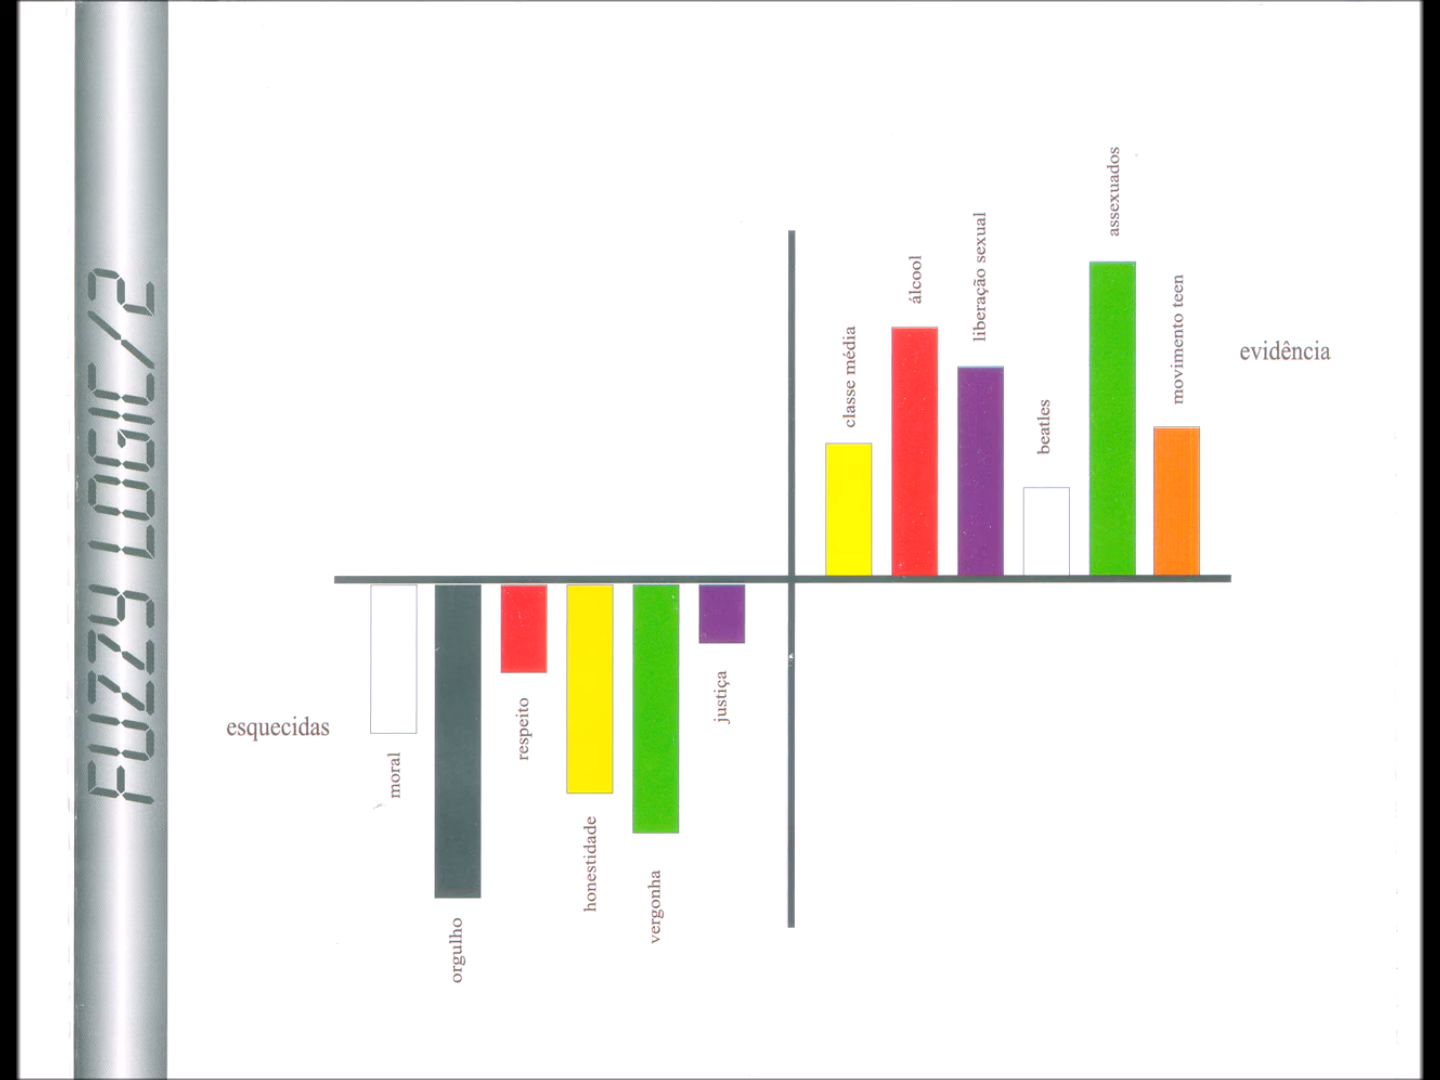 FUZZY LOGIC/2
assexuados
liberação sexual
álcool
movimento teen
classe média
evidência
beatles
esquecidas
justiça
respeito
moral
honestidade
vergonha
orgulho